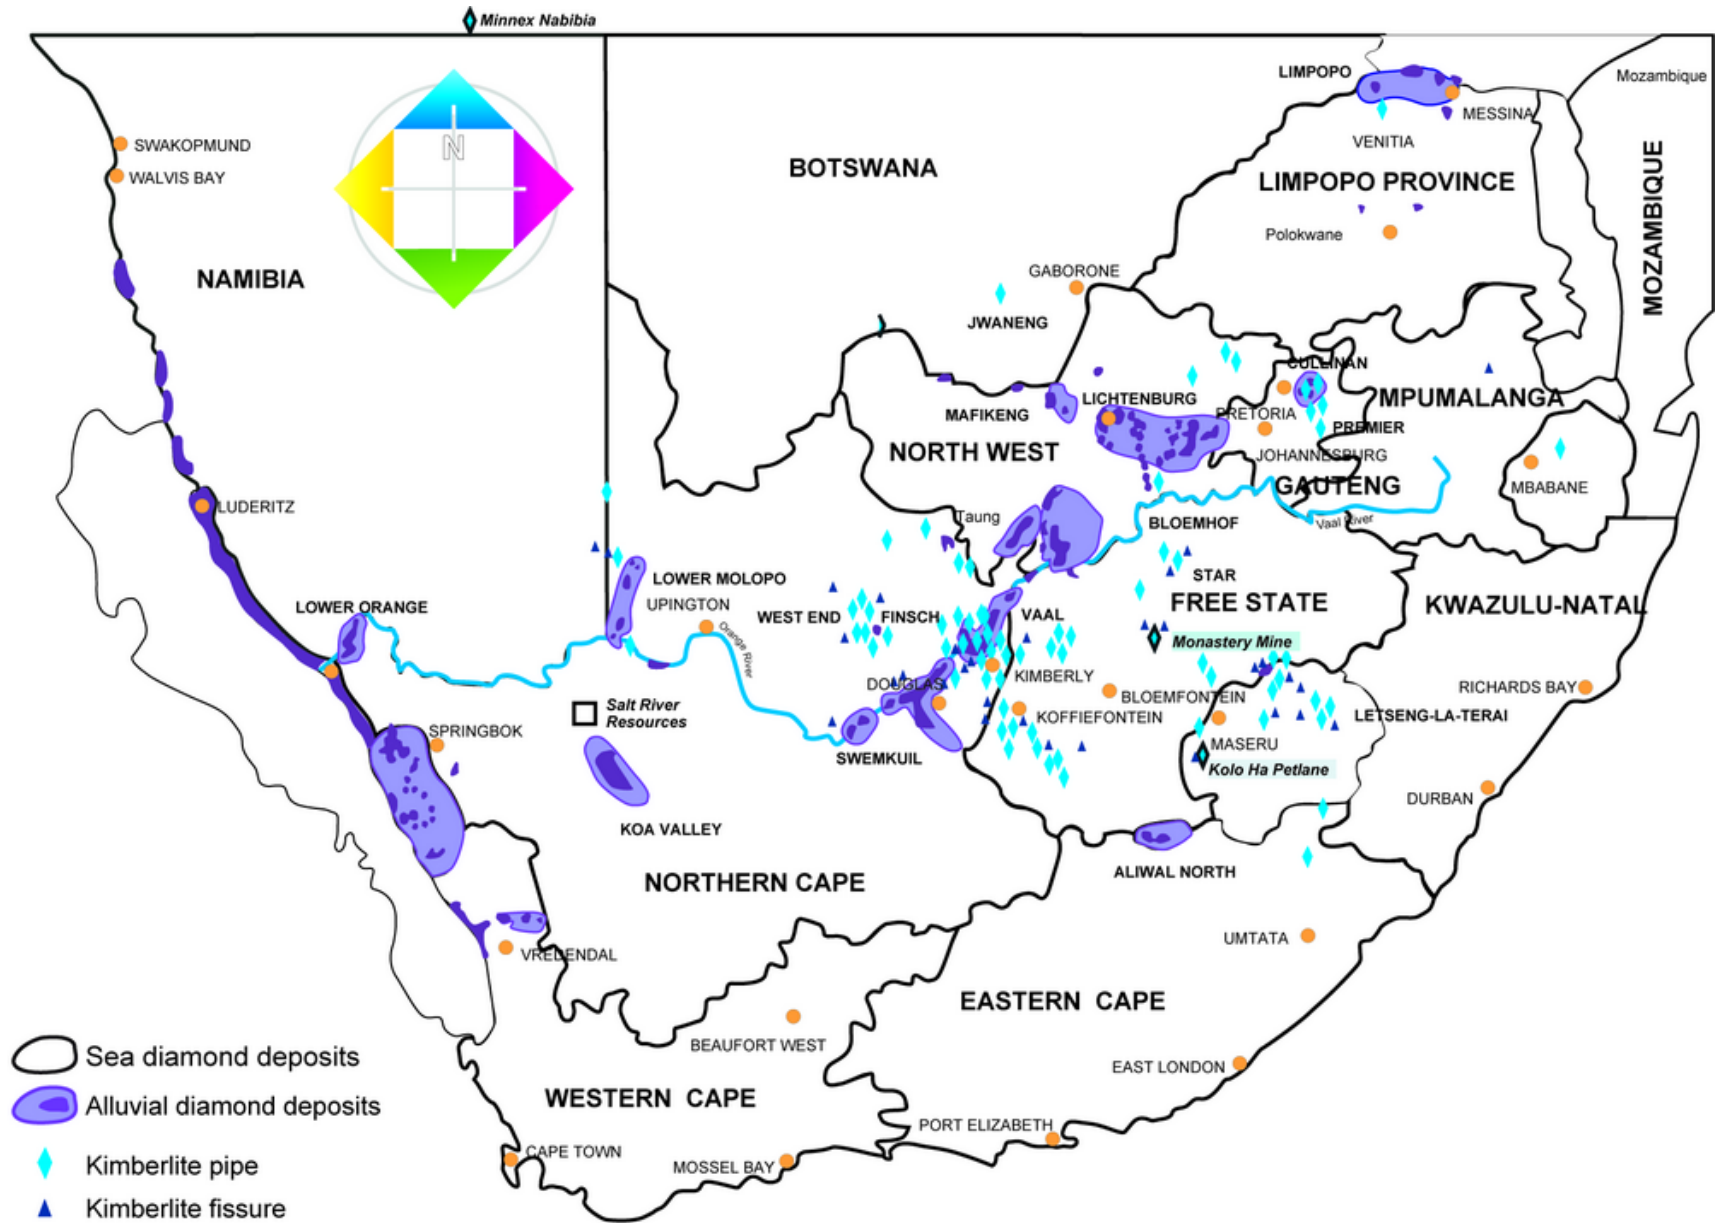 Minnex Nabibia
LIMPOPO
Mozambique
MESSINA
VENITIA
SWAKOPMUND
WALVIS BAY
N
BOTSWANA
LIMPOPO PROVINCE
MOZAMBIQUE
Polokwane
NAMIBIA
GABORONE
JWANENG
CULLINAN
MPUMALANGA
LICHTENBURG
MAFIKENG
PRETORIA
PREMIER
NORTH WEST
JOHANNESBURG
GAUTENG
MBABANE
LUDERITZ
Taung
BLOEMHOF
Vaal River
LOWER MOLOPO
STAR
LOWER ORANGE
UPINGTON
WEST END
FINSCH
VAAL
FREE STATE
KWAZULU-NATAL
Orange River
Monastery Mine
KIMBERLY
DOUGLAS
BLOEMFONTEIN
RICHARDS BAY
Salt River
Resources
KOFFIEFONTEIN
LETSENG-LA-TERAI
SPRINGBOK
MASERU
SWEMKUIL
Kolo Ha Petlane
DURBAN
KOA VALLEY
ALIWAL NORTH
NORTHERN CAPE
UMTATA
VREDENDAL
EASTERN CAPE
BEAUFORT WEST
Sea diamond deposits
EAST LONDON
WESTERN CAPE
Alluvial diamond deposits
PORT ELIZABETH
CAPE TOWN
MOSSEL BAY
Kimberlite pipe
Kimberlite fissure